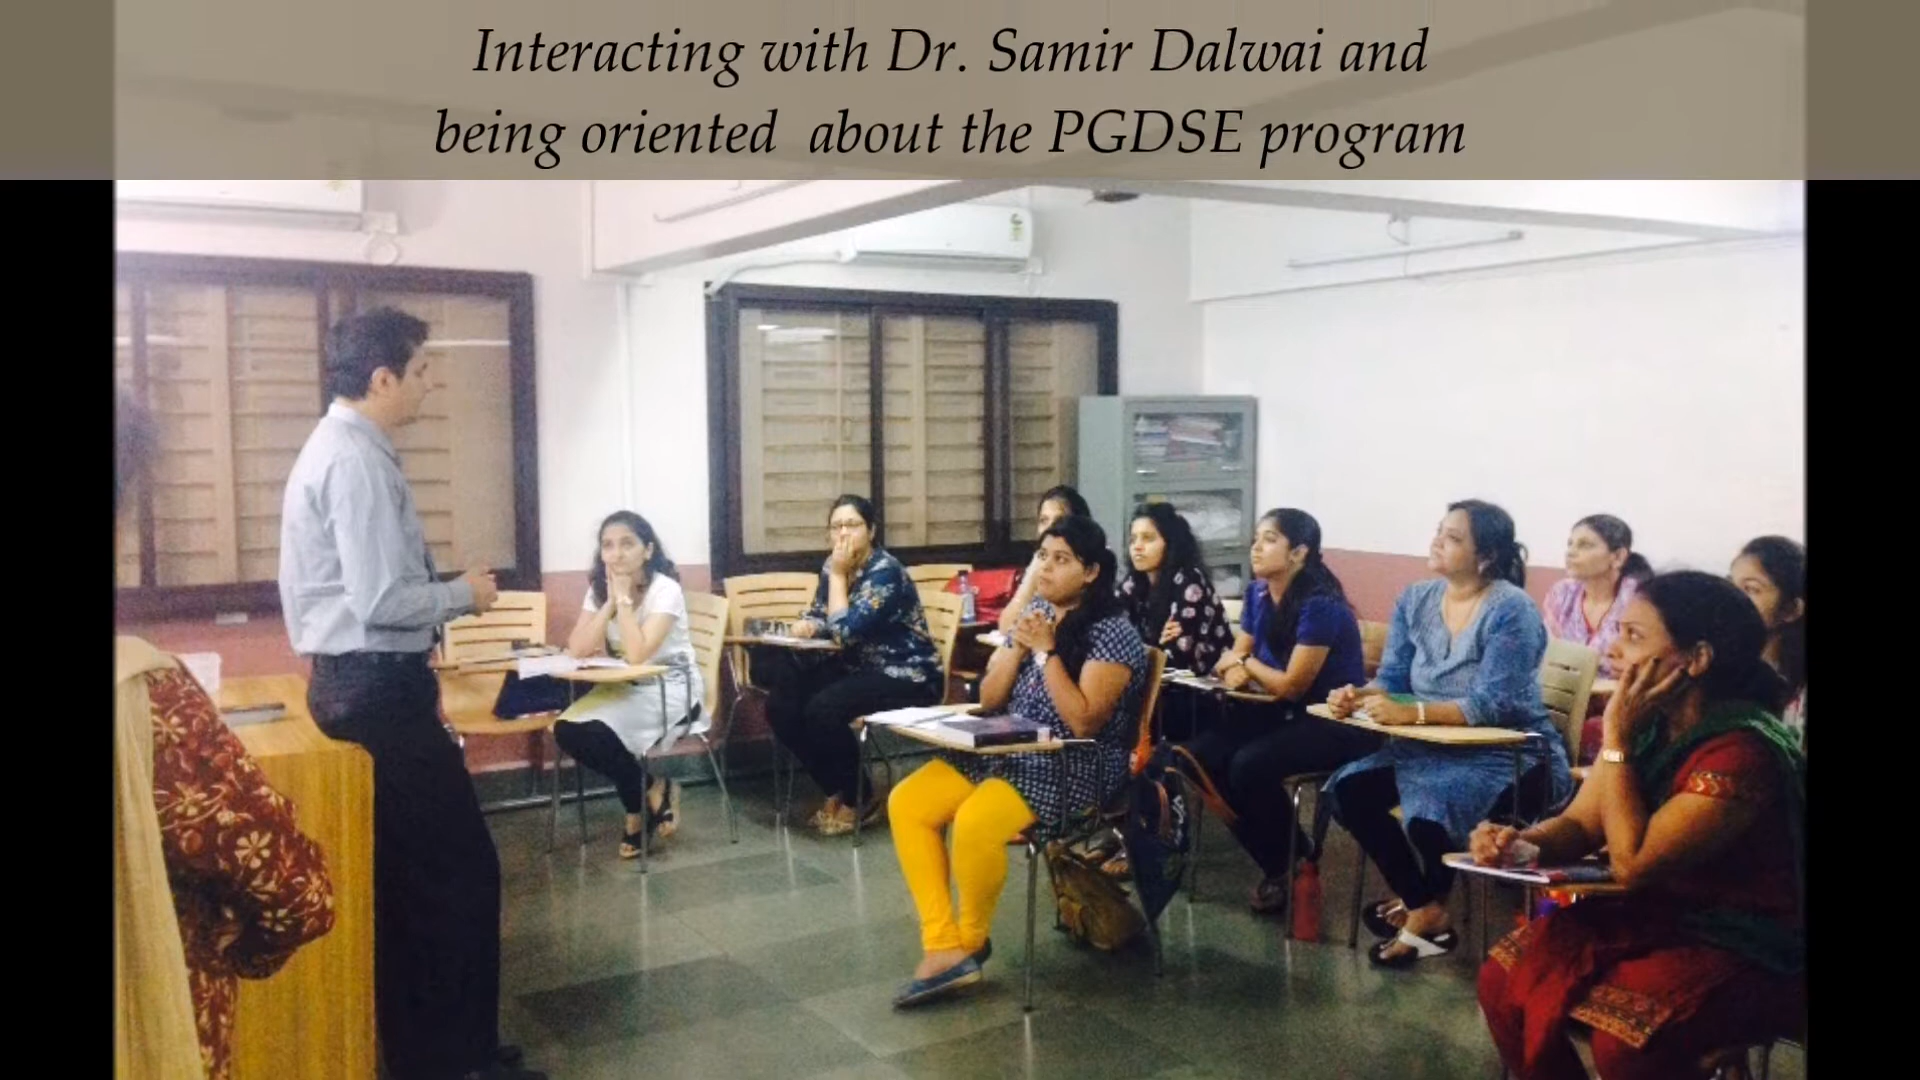 Interacting with Dr. Samir Dalwai and
being oriented about the PGDSE program